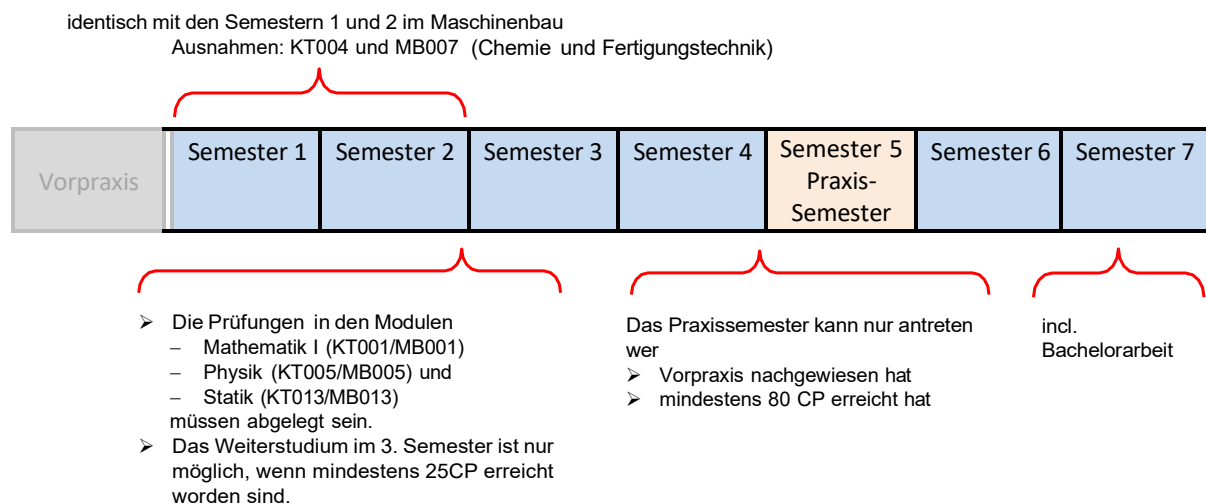 identisch mit den Semestern 1 und 2 im Maschinenbau
Ausnahmen: KT004 und MB007 (Chemie und Fertigungstechnik)
Vorpraxis
Semester 1
Semester 2
Semester 3
Semester 4
Semester 5
Praxis-
Semester
Semester 6
Semester 7
➢ Die Prüfungen in den Modulen
– Mathematik I (KT001/MB001)
– Physik (KT005/MB005) und
– Statik (KT013/MB013)
müssen abgelegt sein.
➢ Das Weiterstudium im 3. Semester ist nur
möglich, wenn mindestens 25CP erreicht
worden sind.
Das Praxissemester kann nur antreten
wer
➢ Vorpraxis nachgewiesen hat
➢ mindestens 80 CP erreicht hat
incl.
Bachelorarbeit